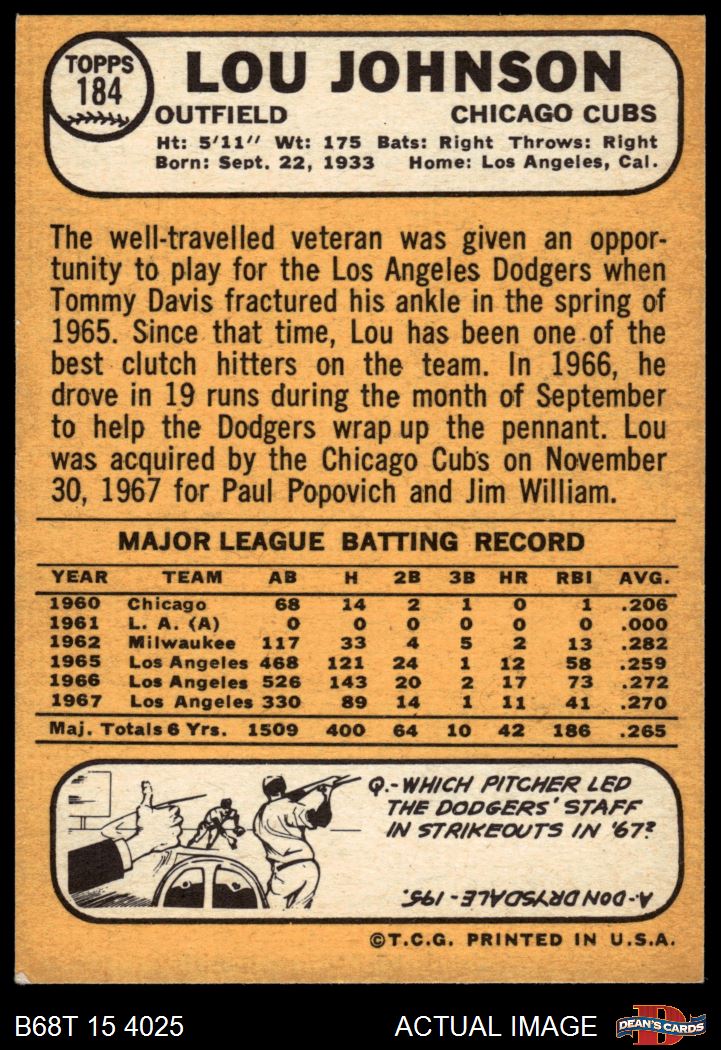 TOPPS
184
LOU JOHNSON
OUTFIELD CHICAGO CUBS
Ht: 5'11" Wt: 175 Bats: Right Throws: Right
Born: Sept. 22, 1933 Home: Los Angeles, Cal.
The well-travelled veteran was given an oppor-
tunity to play for the Los Angeles Dodgers when
Tommy Davis fractured his ankle in the spring of
1965. Since that time, Lou has been one of the
best clutch hitters on the team. In 1966, he
drove in 19 runs during the month of September
to help the Dodgers wrap up the pennant. Lou
was acquired by the Chicago Cubs on November
30, 1967 for Paul Popovich and Jim William.
MAJOR LEAGUE BATTING RECORD
YEAR TEAM AB H 2B 3B HR RBI AVG.
1960 Chicago 68 14 2 1 0 1 .206
1961 L. A. (A) 0 0 0 0 0 0 .000
1962 Milwaukee 117 33 4 5 2 13 .282
1965 Los Angeles 468 121 24 1 12 58 .259
1966 Los Angeles 526 143 20 2 17 73 .272
1967 Los Angeles 330 89 14 1 11 41 .270
Maj. Totals 6 Yrs. 1509 400 64 10 42 186 .265
Q.-WHICH PITCHER LED
THE DODGERS' STAFF
IN STRIKEOUTS IN '67?
A-DON DRYSDALE-196.
©T.C.G. PRINTED IN U.S.A.
B68T 15 4025 ACTUAL IMAGE
D
DEAN'S CARDS